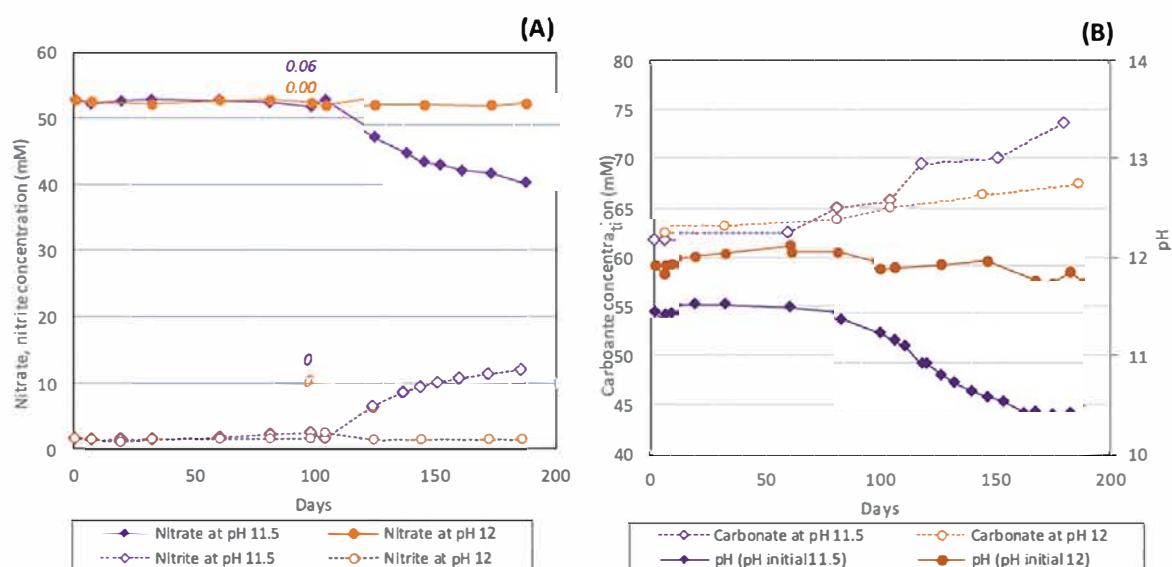 (A)
60
50
40
30
20
10
0
0.06
0.00
0
0
50
100
150
200
Nitrate, nitrite concentration (mM)
Days
Nitrate at pH 11.5
Nitrate at pH 12
Nitrite at pH 11.5
Nitrite at pH 12
(B)
80
75
70
65
60
55
50
45
40
14
13
12
11
10
0
50
100
150
200
Carboante concentration (mM)
pH
Days
Carbonate at pH 11.5
Carbonate at pH 12
pH (pH initial 11.5)
pH (pH initial 12)